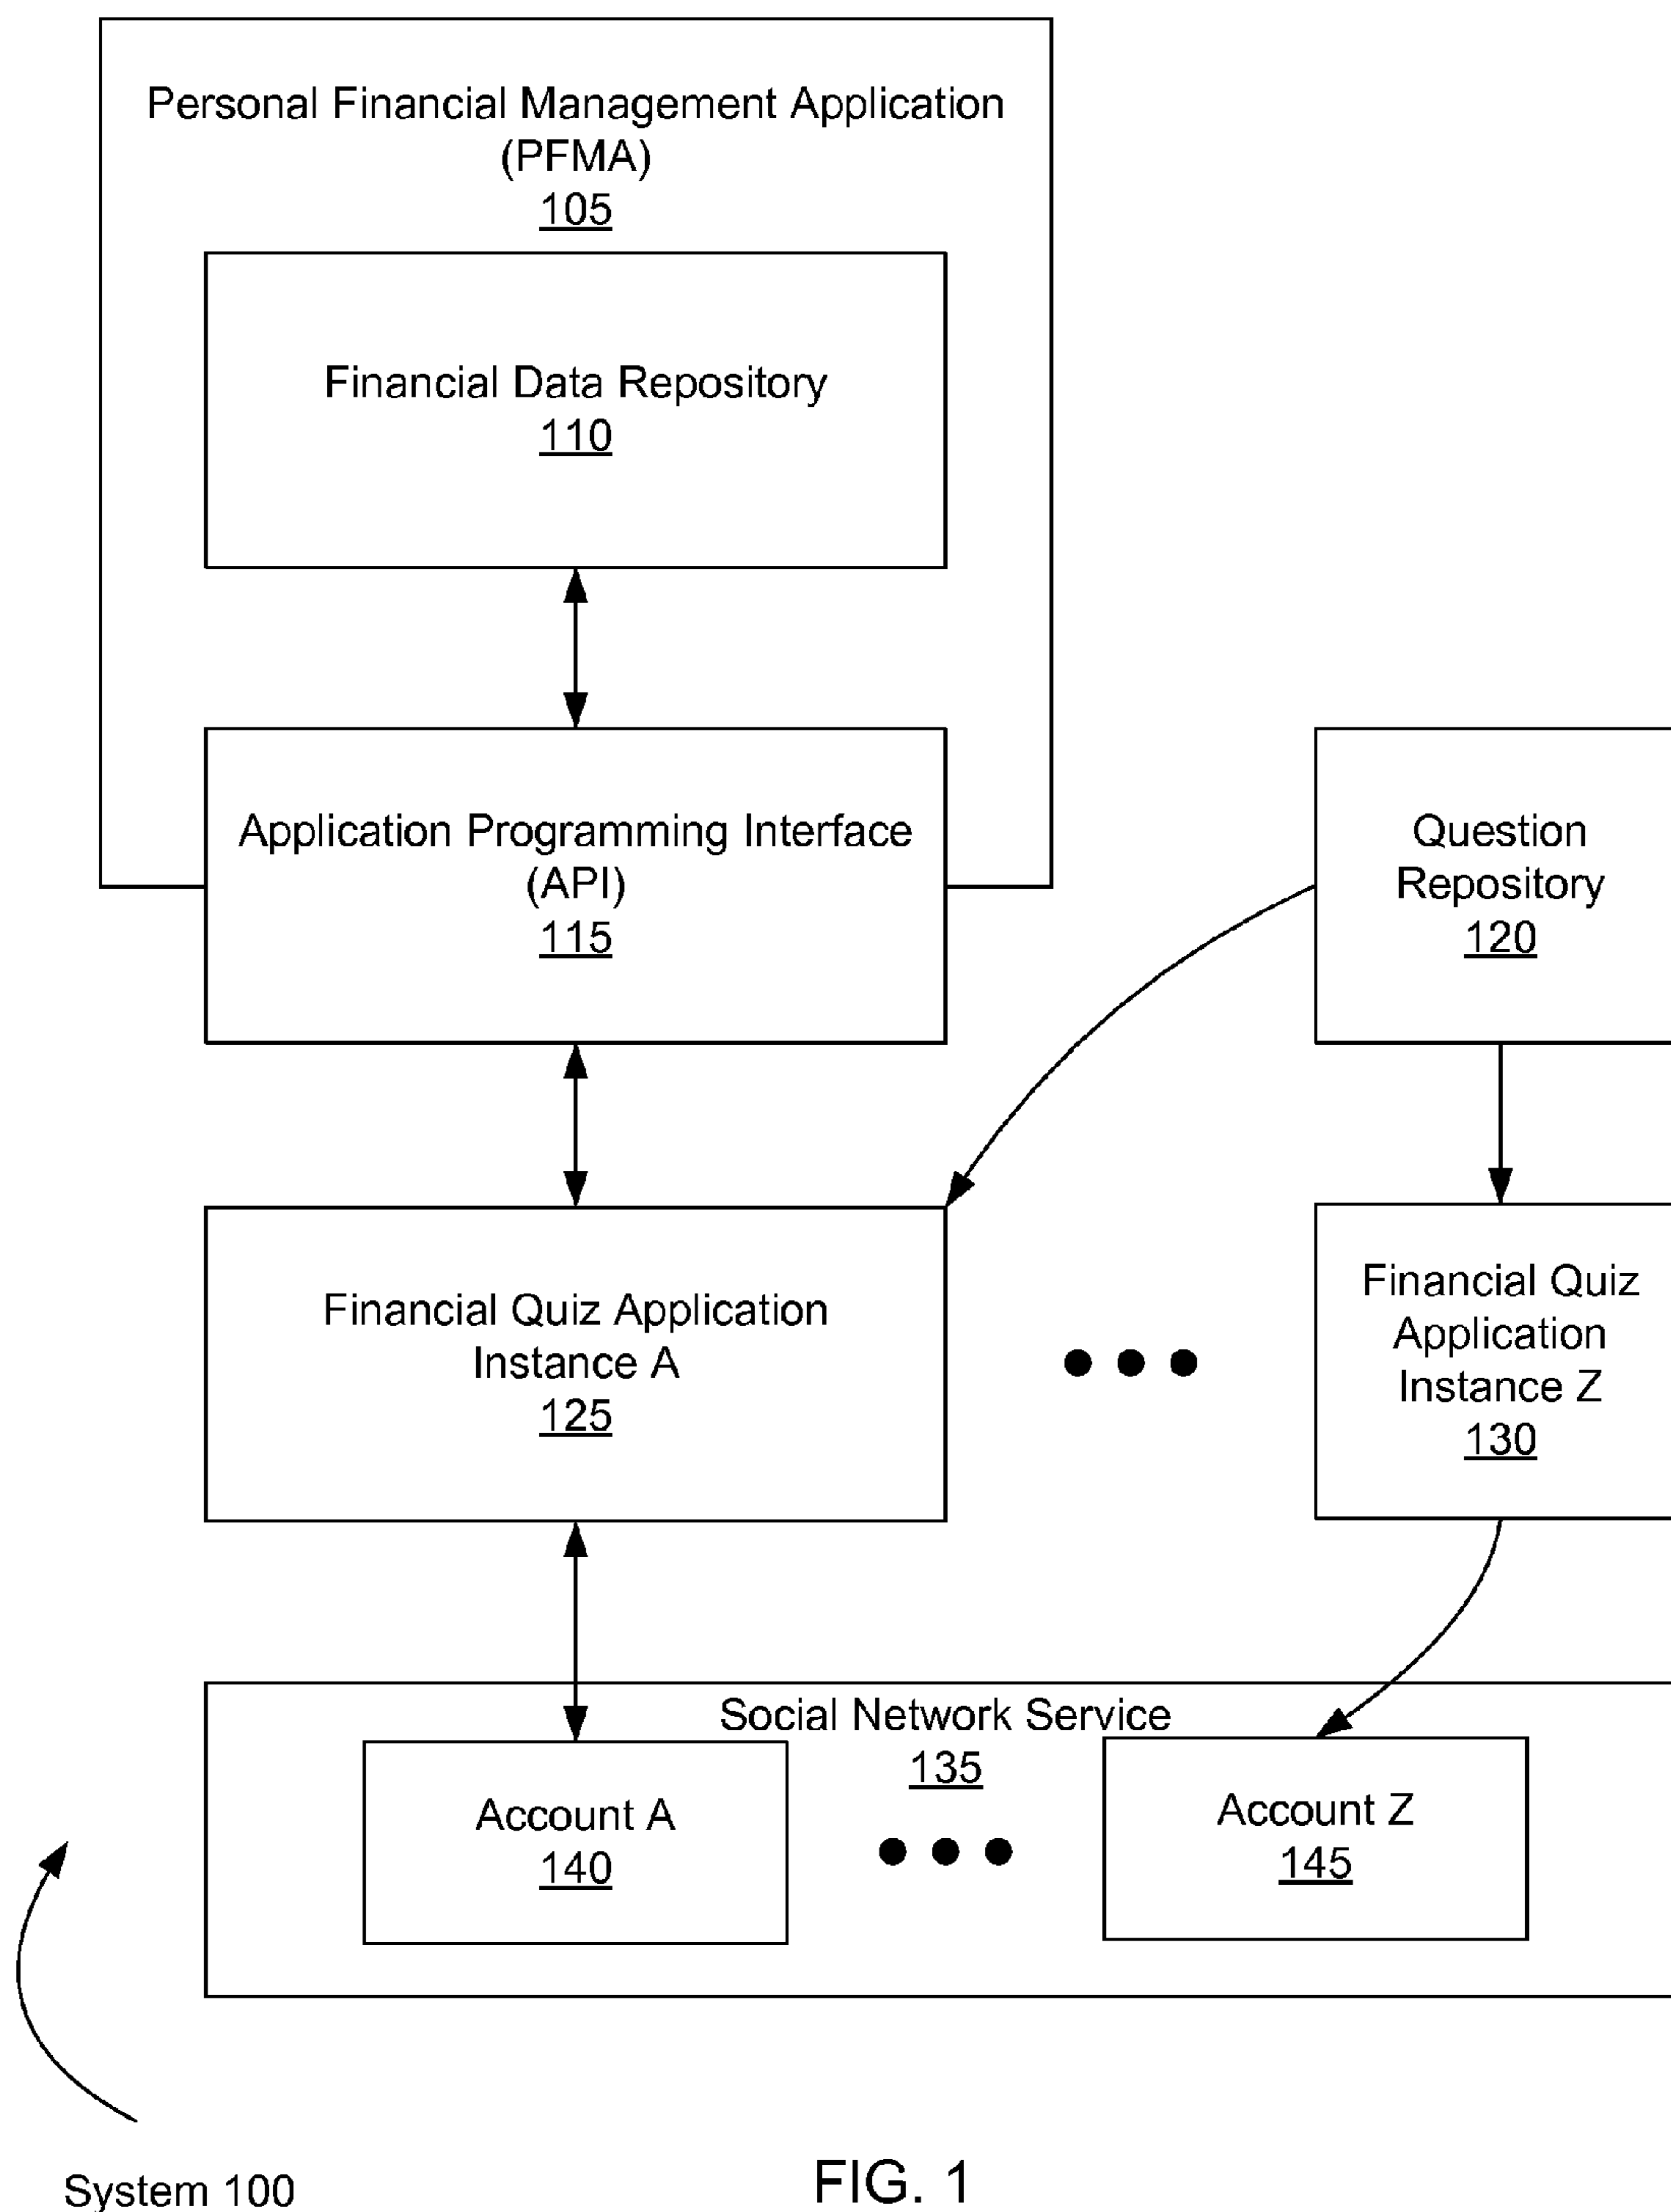 Personal Financial Management Application
(PFMA)
105
Financial Data Repository
110
Application Programming Interface
(API)
115
Question
Repository
120
Financial Quiz Application
Instance A
125
Financial Quiz
Application
Instance Z
130
Social Network Service
135
Account A
140
Account Z
145
System 100
FIG. 1